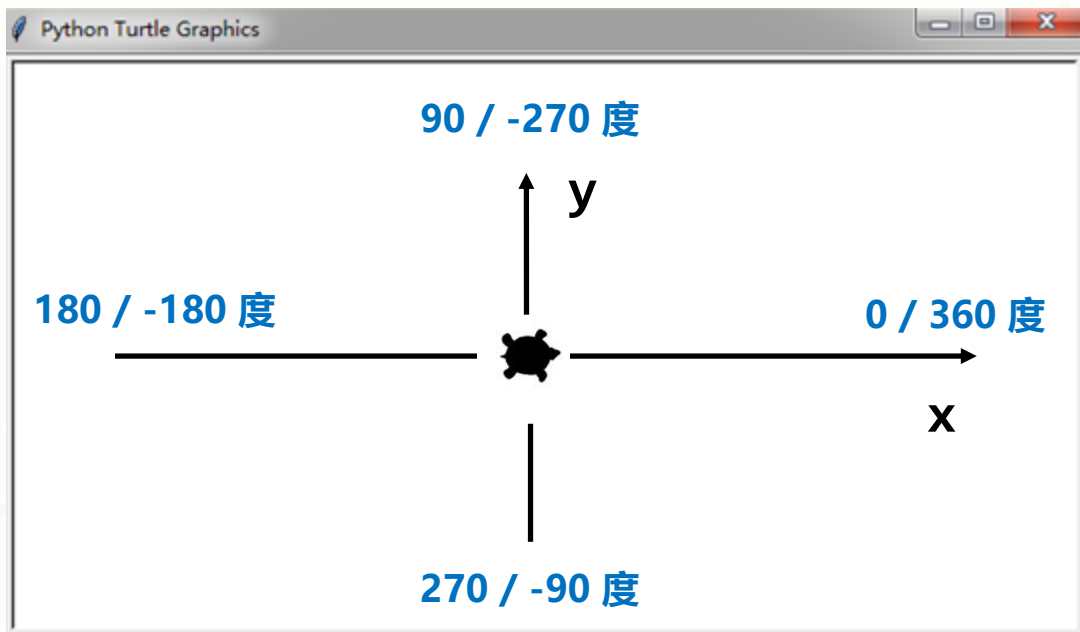 Python Turtle Graphics
90 / -270 度
y
180 / -180 度
0 / 360 度
x
270 / -90 度